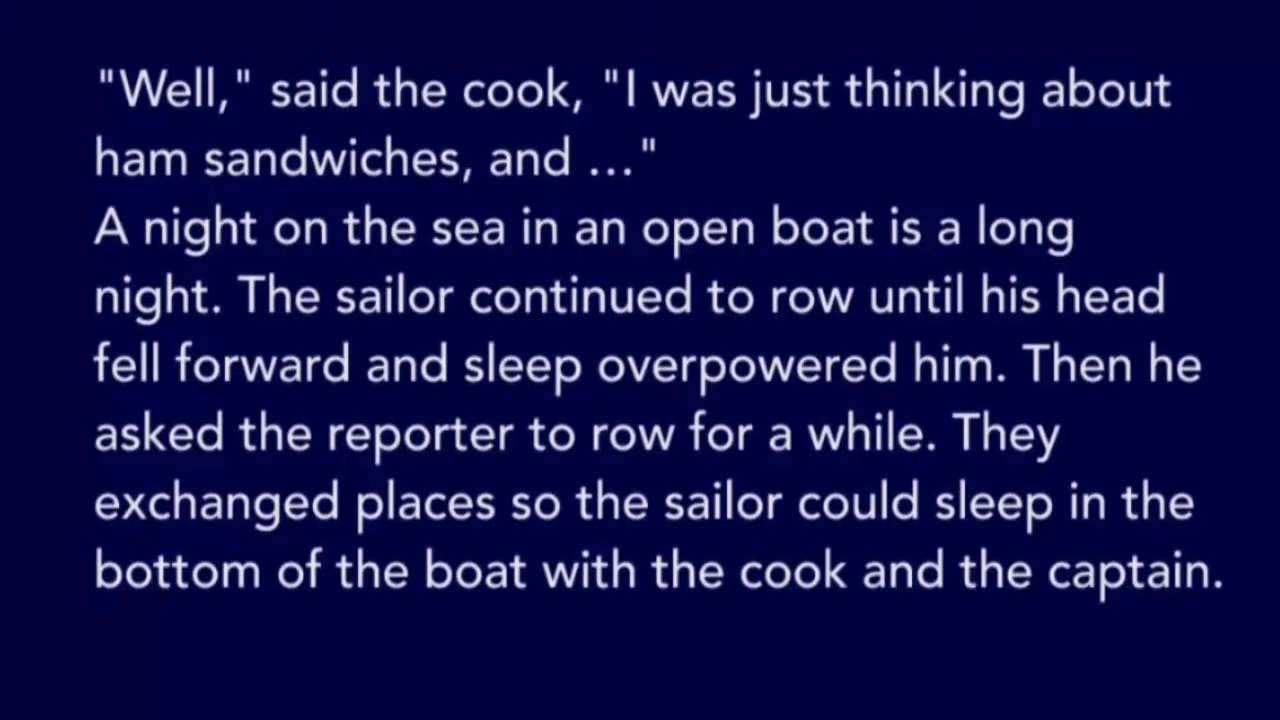 "Well," said the cook, "I was just thinking about
ham sandwiches, and ..."
A night on the sea in an open boat is a long
night. The sailor continued to row until his head
fell forward and sleep overpowered him. Then he
asked the reporter to row for a while. They
exchanged places so the sailor could sleep in the
bottom of the boat with the cook and the captain.